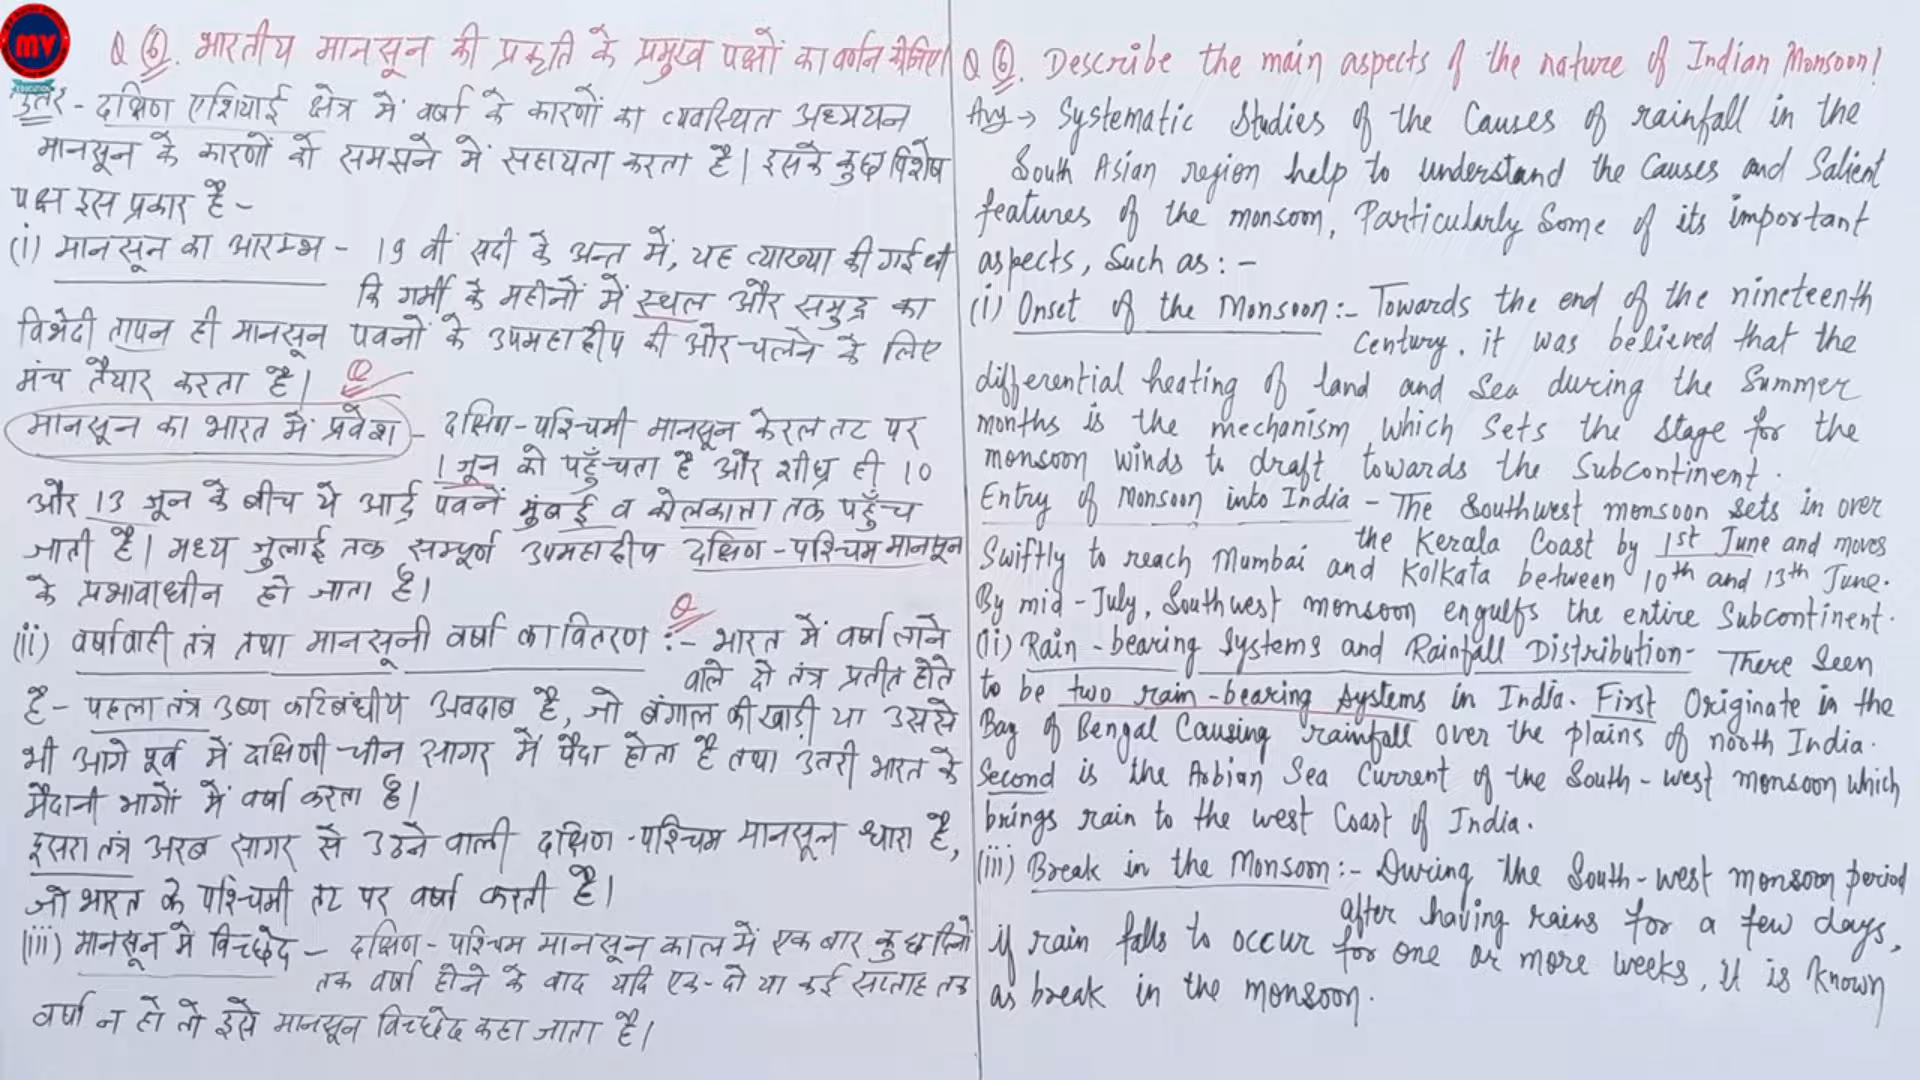 mv
EDUCATION
Q ⑥. भारतीय मानसून की प्रकृति के प्रमुख पक्षों का वर्णन कीजिए।
उत्तर - दक्षिण एशियाई क्षेत्र में वर्षा के कारणों का व्यवस्थित अध्ययन
मानसून के कारणों को समझने में सहायता करता है। इसके कुछ विशेष
पक्ष इस प्रकार है -
(i) मानसून का आरम्भ - 19 वीं सदी के अन्त में, यह व्याख्या की गई थी
कि गर्मी के महीनों में स्थल और समुद्र का
विभेदी तापन ही मानसून पवनों के उपमहाद्वीप की ओर चलने के लिए
मंच तैयार करता है। Q
मानसून का भारत में प्रवेश - दक्षिण-पश्चिमी मानसून केरल तट पर
1 जून को पहुँचता है और शीघ्र ही 10
और 13 जून के बीच ये आर्द्र पवनें मुंबई व कोलकाता तक पहुँच
जाती है। मध्य जुलाई तक सम्पूर्ण उपमहाद्वीप दक्षिण-पश्चिम मानसून
के प्रभावाधीन हो जाता है।
(ii) वर्षावाही तंत्र तथा मानसूनी वर्षा का वितरण :- Q भारत में वर्षा लाने
वाले दो तंत्र प्रतीत होते
है - पहला तंत्र उष्ण कटिबंधीय अवदाब है, जो बंगाल की खाड़ी या उससे
भी आगे पूर्व में दक्षिणी चीन सागर में पैदा होता है तथा उतरी भारत के
मैदानी भागों में वर्षा करता है।
दूसरा तंत्र अरब सागर से उठने वाली दक्षिण-पश्चिम मानसून धारा है,
जो भारत के पश्चिमी तट पर वर्षा करती है।
(iii) मानसून में विच्छेद - दक्षिण-पश्चिम मानसून काल में एक बार कुछ दिनों
तक वर्षा होने के बाद यदि एक-दो या कई सप्ताह तक
वर्षा न हो तो इसे मानसून विच्छेद कहा जाता है।
Q ⑥. Describe the main aspects of the nature of Indian Monsoon?
Ans → Systematic Studies of the Causes of rainfall in the
South Asian region help to understand the Causes and Salient
features of the monsoon, Particularly Some of its important
aspects, Such as: -
(i) Onset of the Monsoon:- Towards the end of the nineteenth
Century, it was believed that the
differential heating of land and Sea during the Summer
months is the mechanism which Sets the Stage for the
monsoon winds to draft towards the Subcontinent.
Entry of Monsoon into India - The Southwest monsoon sets in over
the Kerala Coast by 1st June and moves
Swiftly to reach Mumbai and Kolkata between 10th and 13th June.
By mid-July, Southwest monsoon engulfs the entire Subcontinent.
(ii) Rain-bearing Systems and Rainfall Distribution- There Seen
to be two rain-bearing systems in India. First Originate in the
Bay of Bengal Causing rainfall over the plains of north India.
Second is the Arbian Sea Current of the South-west monsoon which
brings rain to the west Coast of India.
(iii) Break in the Monsoon:- During the South-west monsoon period
after having rains for a few days,
if rain falls to occur for one or more weeks, it is known
as break in the monsoon.